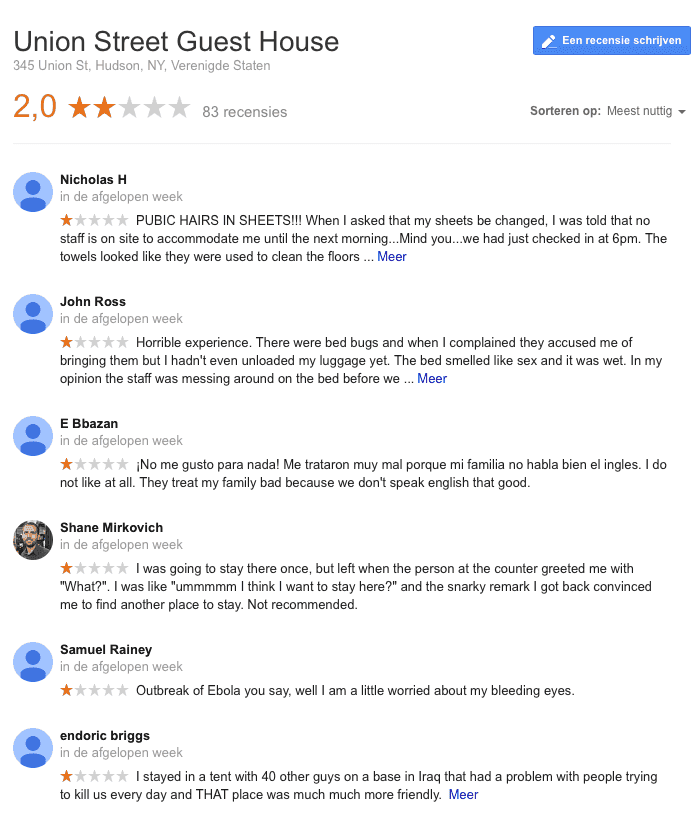 Union Street Guest House
Een recensie schrijven
345 Union St, Hudson, NY, Verenigde Staten
2,0 83 recensies
Sorteren op: Meest nuttig
Nicholas H
in de afgelopen week
PUBIC HAIRS IN SHEETS!!! When I asked that my sheets be changed, I was told that no
staff is on site to accommodate me until the next morning...Mind you...we had just checked in at 6pm. The
towels looked like they were used to clean the floors ... Meer
John Ross
in de afgelopen week
Horrible experience. There were bed bugs and when I complained they accused me of
bringing them but I hadn't even unloaded my luggage yet. The bed smelled like sex and it was wet. In my
opinion the staff was messing around on the bed before we ... Meer
E Bbazan
in de afgelopen week
¡No me gusto para nada! Me trataron muy mal porque mi familia no habla bien el ingles. I do
not like at all. They treat my family bad because we don't speak english that good.
Shane Mirkovich
in de afgelopen week
I was going to stay there once, but left when the person at the counter greeted me with
"What?". I was like "ummmmm I think I want to stay here?" and the snarky remark I got back convinced
me to find another place to stay. Not recommended.
Samuel Rainey
in de afgelopen week
Outbreak of Ebola you say, well I am a little worried about my bleeding eyes.
endoric briggs
in de afgelopen week
I stayed in a tent with 40 other guys on a base in Iraq that had a problem with people trying
to kill us every day and THAT place was much much more friendly. Meer